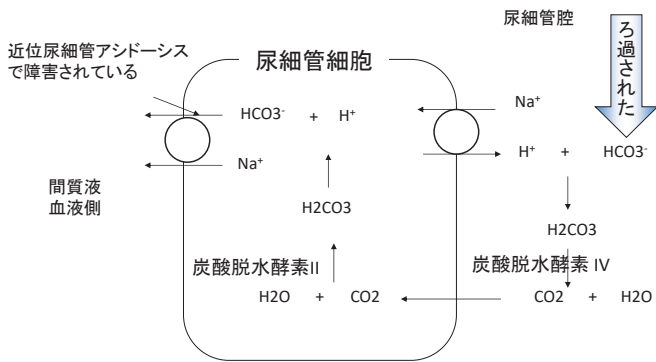 尿細管腔
近位尿細管アシドーシス
で障害されている
尿細管細胞
ろ過された
HCO3⁻ + H⁺
Na⁺
Na⁺
H⁺ + HCO3⁻
間質液
血液側
H2CO3
H2CO3
炭酸脱水酵素II
炭酸脱水酵素 IV
H2O + CO2
CO2 + H2O